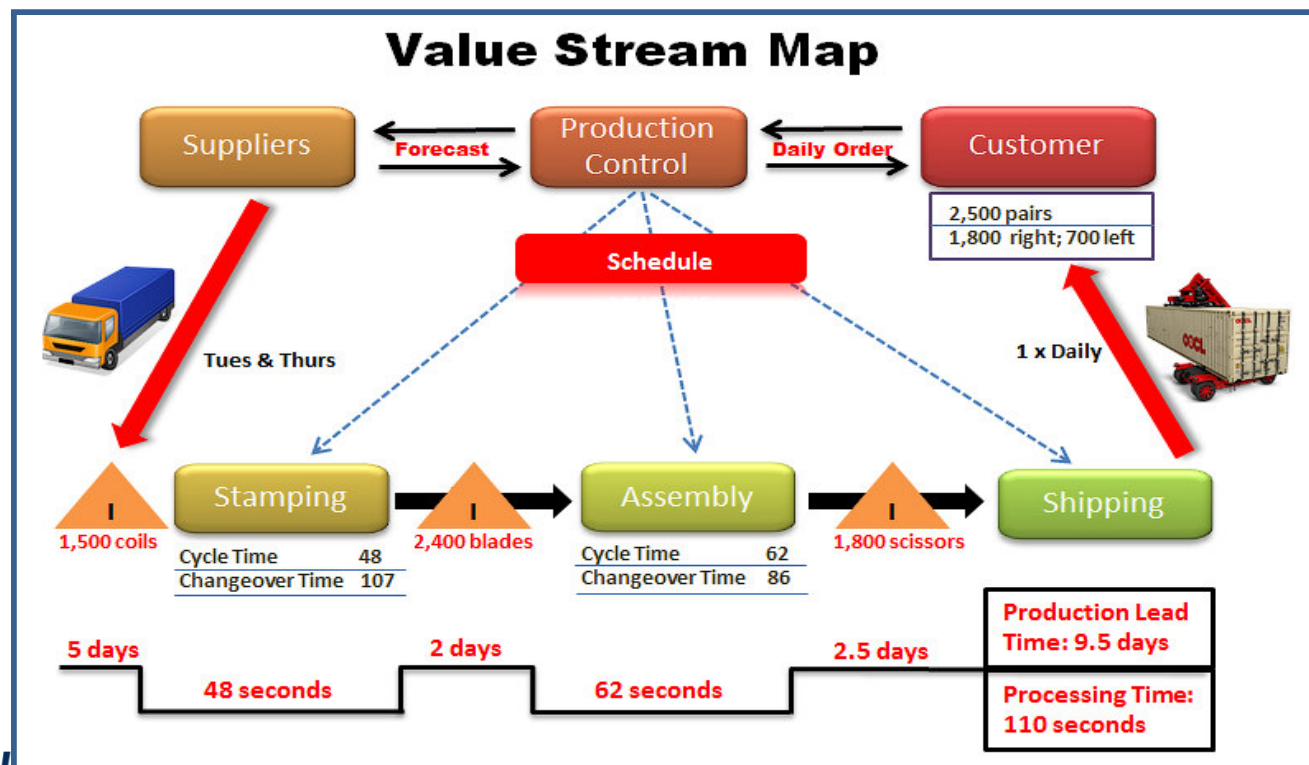 Value Stream Map
Suppliers
Forecast
Production
Control
Daily Order
Customer
2,500 pairs
1,800 right; 700 left
Schedule
Tues & Thurs
1 x Daily
OOCL
I
1,500 coils
Stamping
Cycle Time 48
Changeover Time 107
I
2,400 blades
Assembly
Cycle Time 62
Changeover Time 86
I
1,800 scissors
Shipping
5 days
48 seconds
2 days
62 seconds
2.5 days
Production Lead
Time: 9.5 days
Processing Time:
110 seconds